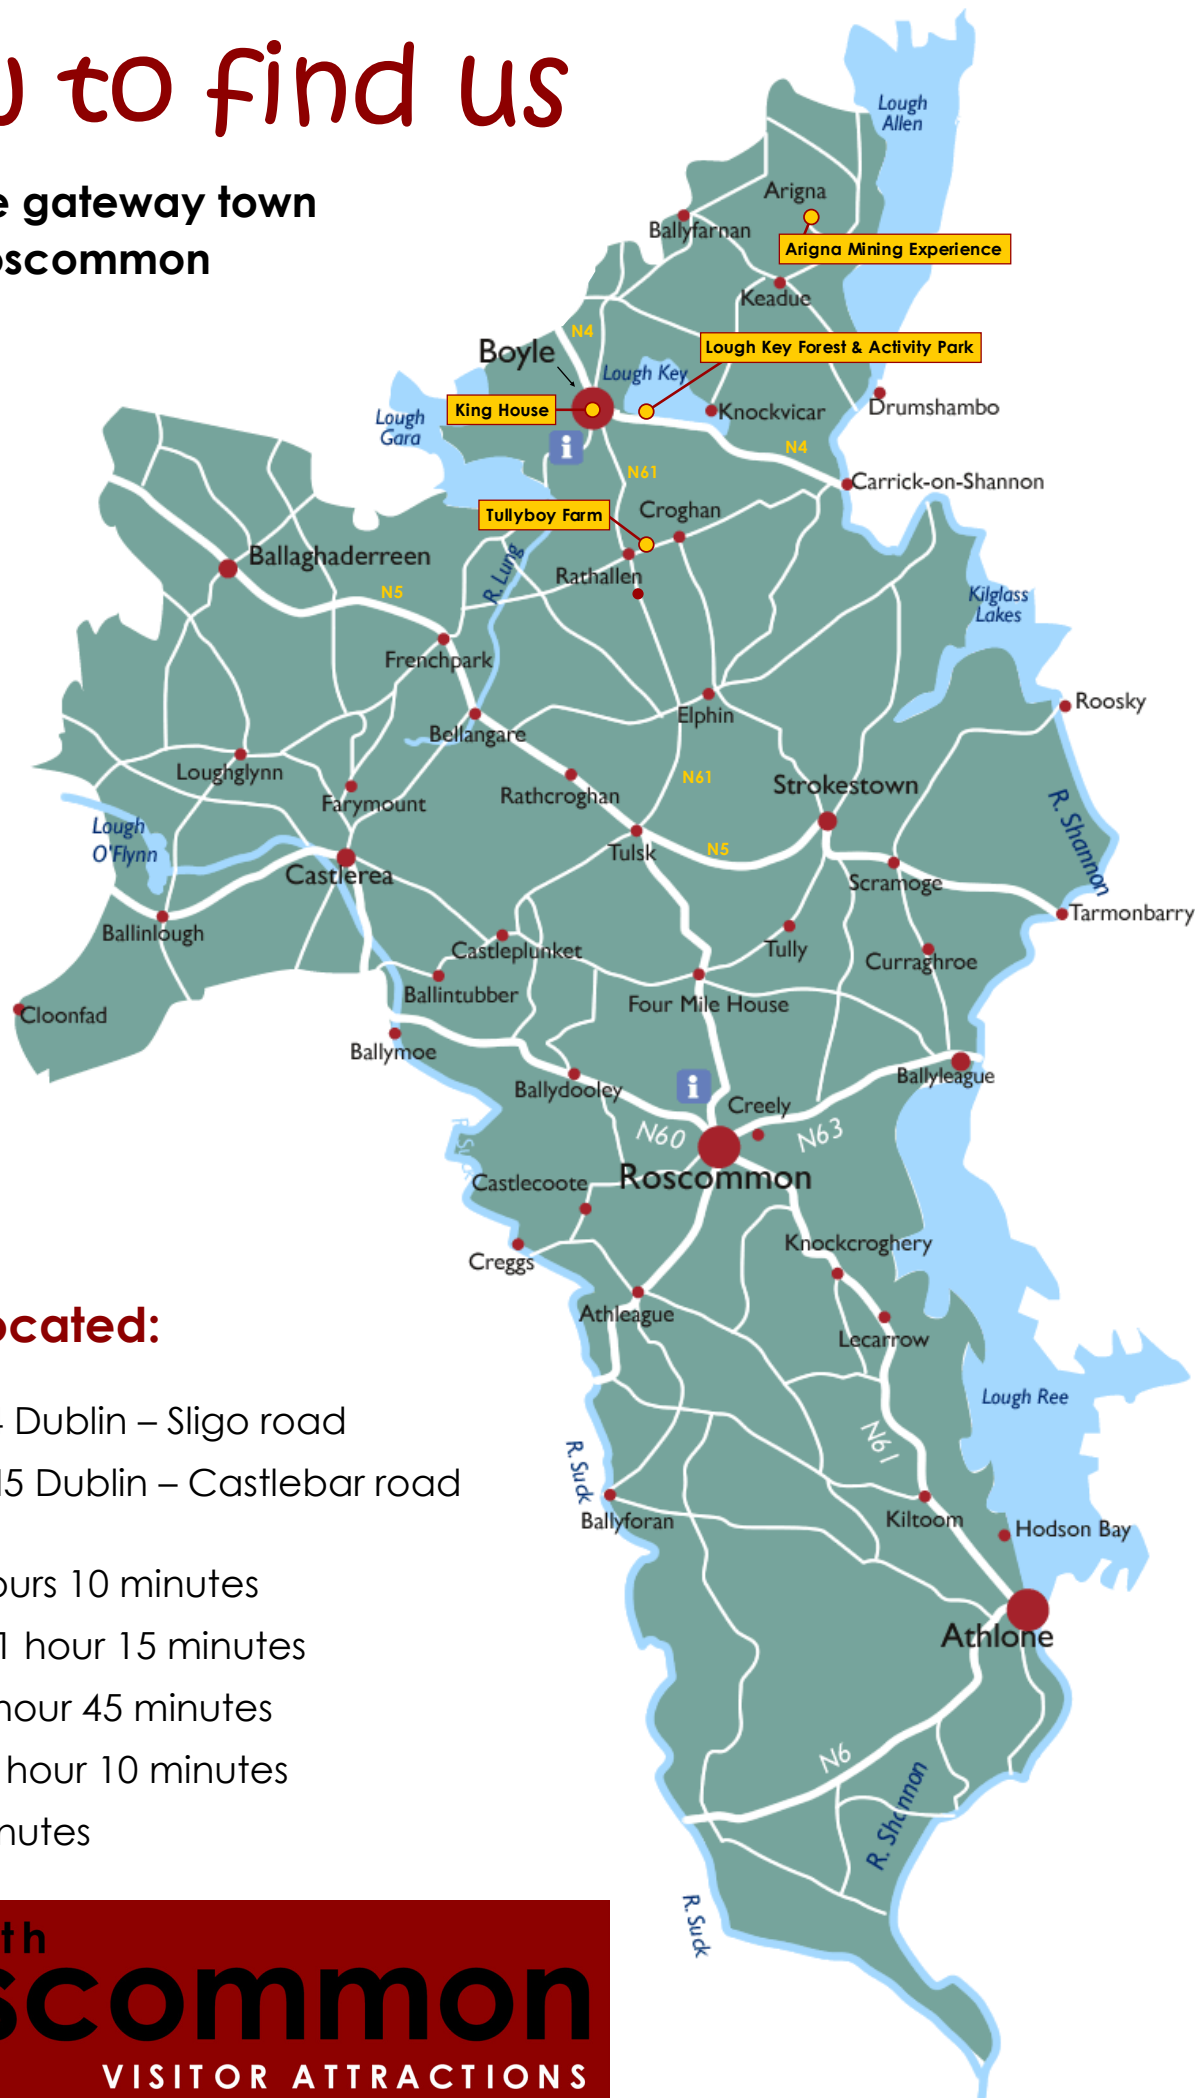 to find us
gateway town
Lough
Allen
Arigna
Ballyfarnan
Arigna Mining Experience
Keadue
N4
Boyle
Lough Key Forest & Activity Park
Lough Key
King House
Knockvicar
Drumshambo
Lough
Gara
N4
N61
Carrick-on-Shannon
Tullyboy Farm
Croghan
Ballaghaderreen
R. Lung
Rathallen
N5
Kilglass
Lakes
Frenchpark
Roosky
Elphin
Bellangare
Loughglynn
N61
Strokestown
Farymount
Rathcroghan
R. Shannon
Lough
O'Flynn
Tulsk
N5
Castlerea
Scramoge
Tarmonbarry
Ballinlough
Castleplunket
Tully
Curraghroe
Ballintubber
Four Mile House
Cloonfad
Ballymoe
Ballydooley
Ballyleague
Creely
N60
N63
R. Suck
Roscommon
Castlecoote
Knockcroghery
Creggs
Athleague
Lecarrow
ocated:
Lough Ree
Dublin – Sligo road
N61
R. Suck
N5 Dublin – Castlebar road
Kiltoom
Ballyforan
Hodson Bay
ours 10 minutes
Athlone
1 hour 15 minutes
hour 45 minutes
N6
hour 10 minutes
R. Shannon
nutes
R. Suck
th
scommon
VISITOR ATTRACTIONS